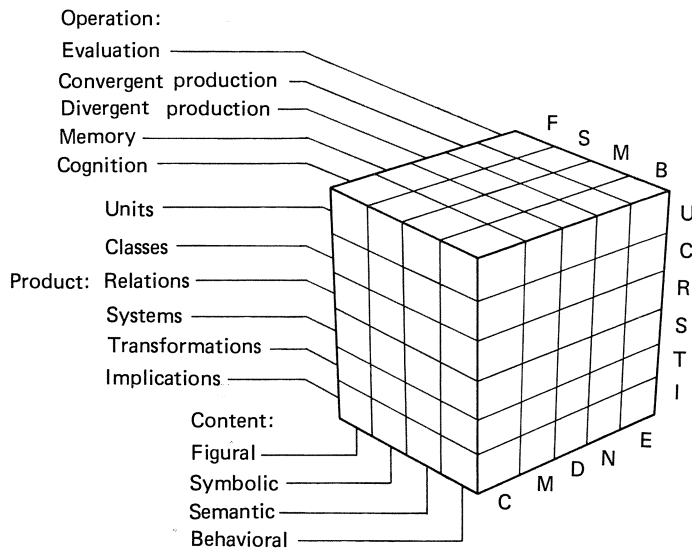 Operation:
Evaluation
Convergent production
Divergent production
Memory
Cognition
Units
Classes
Product: Relations
Systems
Transformations
Implications
Content:
Figural
Symbolic
Semantic
Behavioral
F
S
M
B
U
C
R
S
T
I
C
M
D
N
E